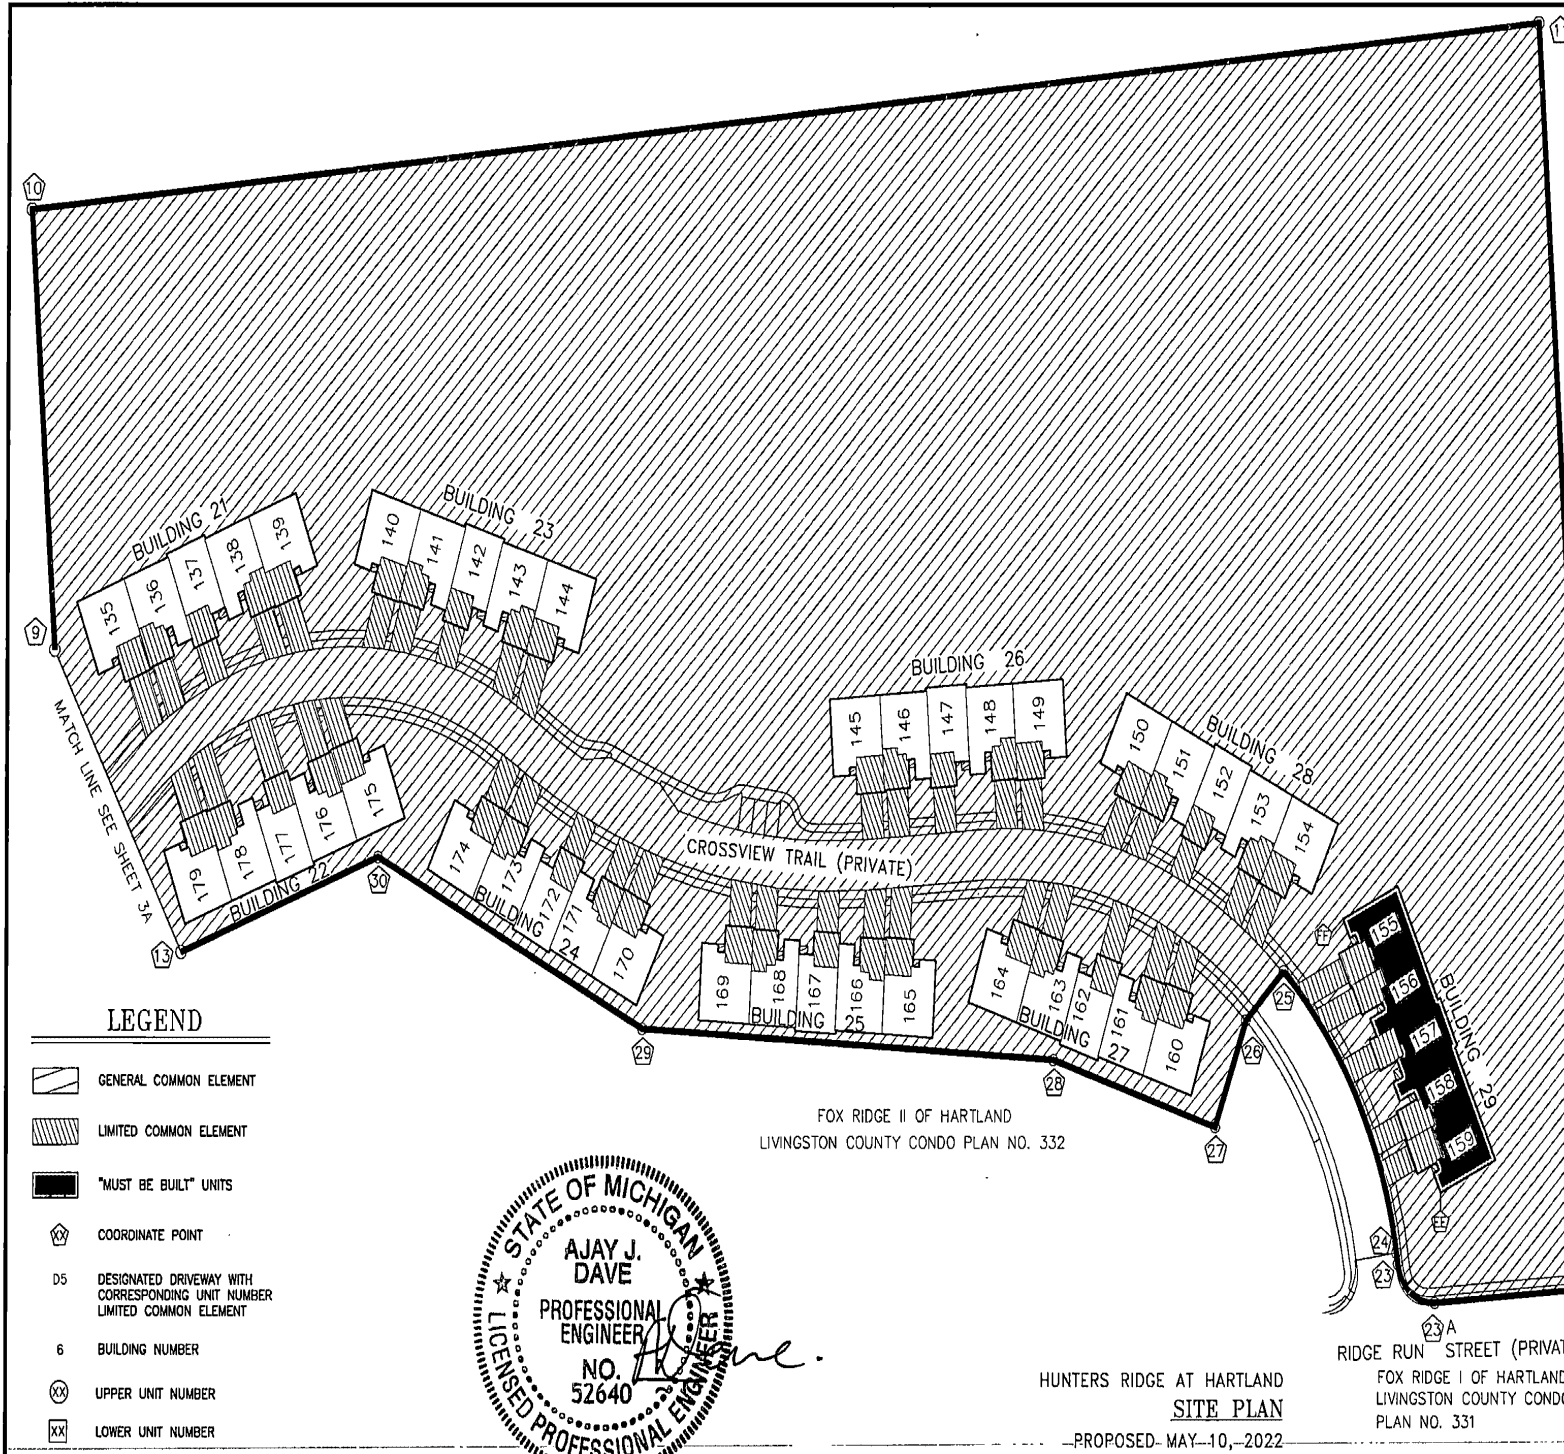 10
BUILDING 21
139
138
137
136
135
BUILDING 23
140
141
142
143
144
9
BUILDING 26
145
146
147
148
149
BUILDING 28
150
151
152
153
154
MATCH LINE SEE SHEET 3A
175
176
177
178
179
BUILDING 22
30
13
CROSSVIEW TRAIL (PRIVATE)
174
173
172
171
170
BUILDING 24
29
169
168
167
166
165
BUILDING 25
164
163
162
161
160
BUILDING 27
28
27
26
25
FF
155
156
157
158
159
BUILDING 29
EE
24
23
23 A
LEGEND
GENERAL COMMON ELEMENT
LIMITED COMMON ELEMENT
"MUST BE BUILT" UNITS
XX COORDINATE POINT
D5 DESIGNATED DRIVEWAY WITH
CORRESPONDING UNIT NUMBER
LIMITED COMMON ELEMENT
6 BUILDING NUMBER
XX UPPER UNIT NUMBER
XX LOWER UNIT NUMBER
FOX RIDGE II OF HARTLAND
LIVINGSTON COUNTY CONDO PLAN NO. 332
STATE OF MICHIGAN
AJAY J.
DAVE
PROFESSIONAL
ENGINEER
NO.
52640
LICENSED PROFESSIONAL ENGINEER
HUNTERS RIDGE AT HARTLAND
SITE PLAN
PROPOSED MAY 10, 2022
RIDGE RUN STREET (PRIVAT
FOX RIDGE I OF HARTLAND
LIVINGSTON COUNTY CONDO
PLAN NO. 331